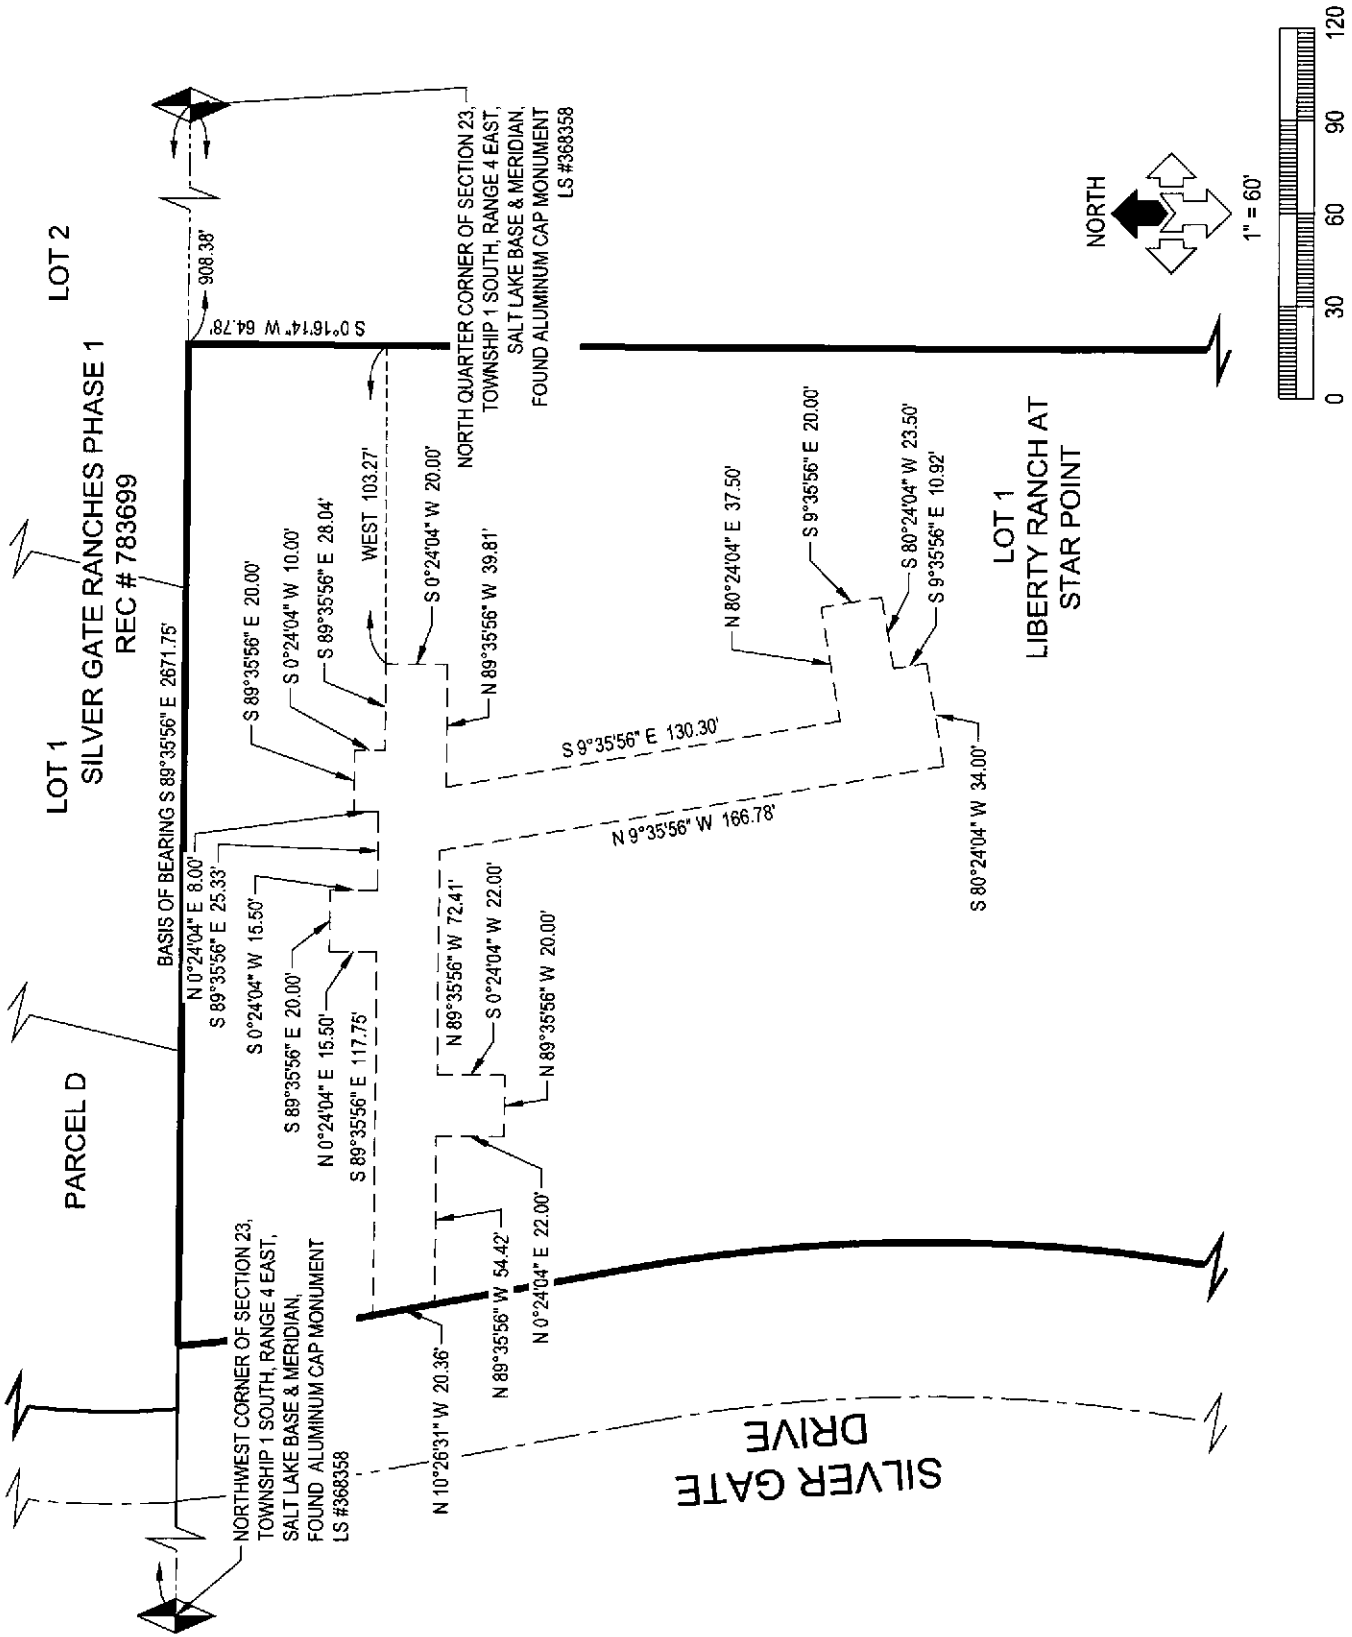 PARCEL D
LOT 1
SILVER GATE RANCHES PHASE 1
REC # 783699
LOT 2
BASIS OF BEARING S 89°35'56" E 2671.75'
908.38'
S 0°16'14" W 64.78'
N 0°24'04" E 8.00'
S 89°35'56" E 25.33'
S 0°24'04" W 15.50'
S 89°35'56" E 20.00'
N 0°24'04" E 15.50'
S 89°35'56" E 117.75'
S 89°35'56" E 20.00'
S 0°24'04" W 10.00'
S 89°35'56" E 28.04'
WEST 103.27'
S 0°24'04" W 20.00'
N 89°35'56" W 39.81'
NORTH QUARTER CORNER OF SECTION 23,
TOWNSHIP 1 SOUTH, RANGE 4 EAST,
SALT LAKE BASE & MERIDIAN,
FOUND ALUMINUM CAP MONUMENT
LS #368358
NORTHWEST CORNER OF SECTION 23,
TOWNSHIP 1 SOUTH, RANGE 4 EAST,
SALT LAKE BASE & MERIDIAN,
FOUND ALUMINUM CAP MONUMENT
LS #368358
N 10°26'31" W 20.36'
N 89°35'56" W 54.42'
N 0°24'04" E 22.00'
N 89°35'56" W 20.00'
S 0°24'04" W 22.00'
N 89°35'56" W 72.41'
S 9°35'56" E 130.30'
N 9°35'56" W 166.78'
N 80°24'04" E 37.50'
S 9°35'56" E 20.00'
S 80°24'04" W 23.50'
S 9°35'56" E 10.92'
S 80°24'04" W 34.00'
LOT 1
LIBERTY RANCH AT
STAR POINT
SILVER GATE
DRIVE
NORTH
1" = 60'
0 30 60 90 120